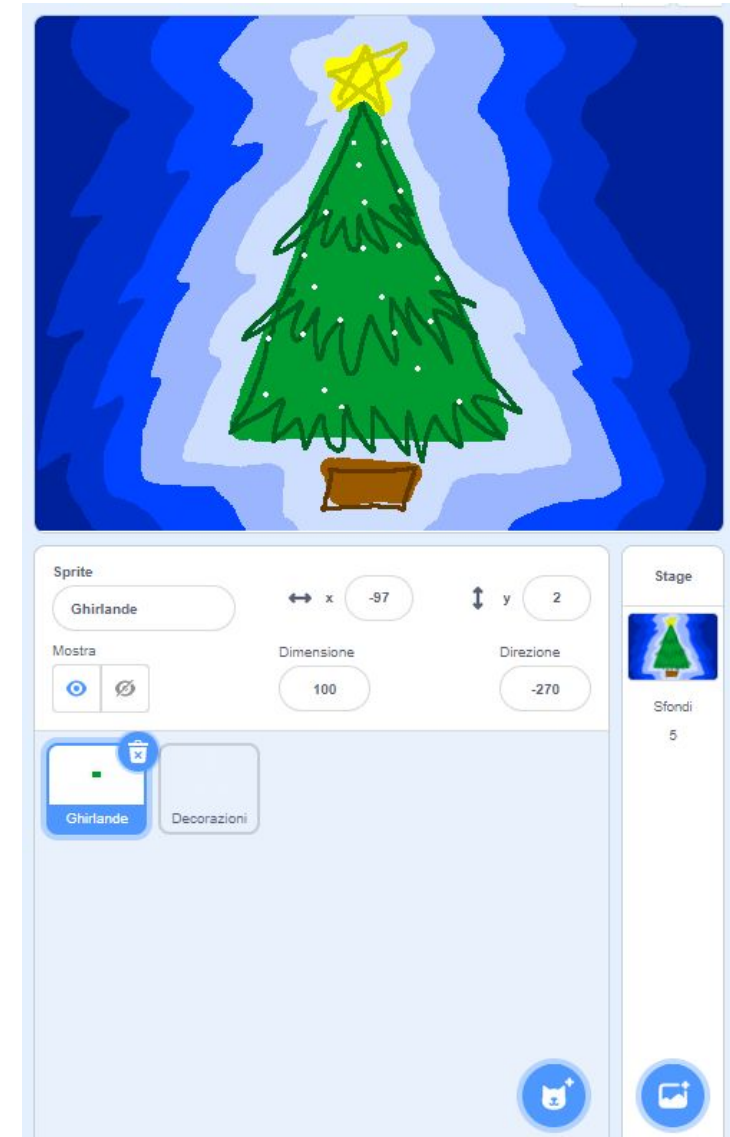 Sprite
Ghirlande
x -97
y 2
Mostra
Dimensione
100
Direzione
-270
Ghirlande
Decorazioni
Stage
Sfondi
5